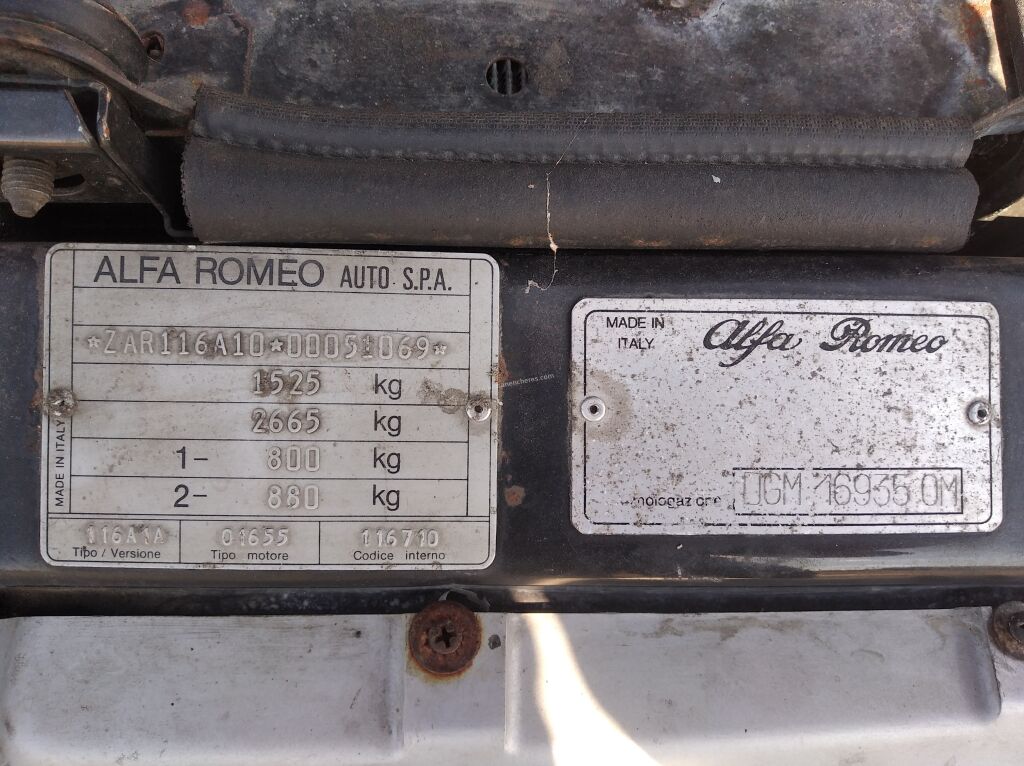 ALFA ROMEO AUTO S.P.A.
*ZAR116A10*00051069*
1525 kg
2665 kg
1- 800 kg
2- 880 kg
MADE IN ITALY
116A1A 01655 116710
Tipo / Versione Tipo motore Codice interno
MADE IN
ITALY
Alfa Romeo
DGM 16935 OM